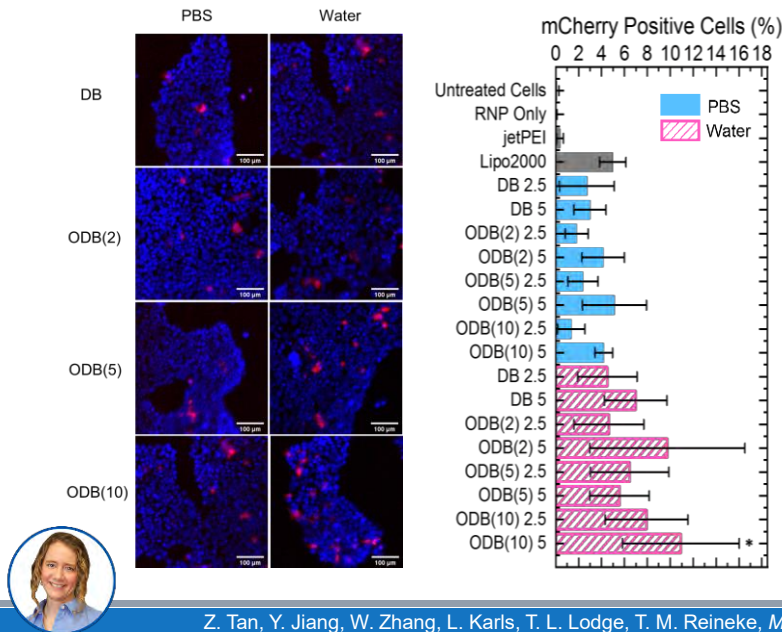 PBS Water
DB
ODB(2)
ODB(5)
ODB(10)
100 µm 100 µm
100 µm 100 µm
100 µm 100 µm
100 µm 100 µm
mCherry Positive Cells (%)
0 2 4 6 8 10 12 14 16 18
Untreated Cells
RNP Only
jetPEI
Lipo2000
DB 2.5
DB 5
ODB(2) 2.5
ODB(2) 5
ODB(5) 2.5
ODB(5) 5
ODB(10) 2.5
ODB(10) 5
DB 2.5
DB 5
ODB(2) 2.5
ODB(2) 5
ODB(5) 2.5
ODB(5) 5
ODB(10) 2.5
ODB(10) 5 *
PBS
Water
Z. Tan, Y. Jiang, W. Zhang, L. Karls, T. L. Lodge, T. M. Reineke, M